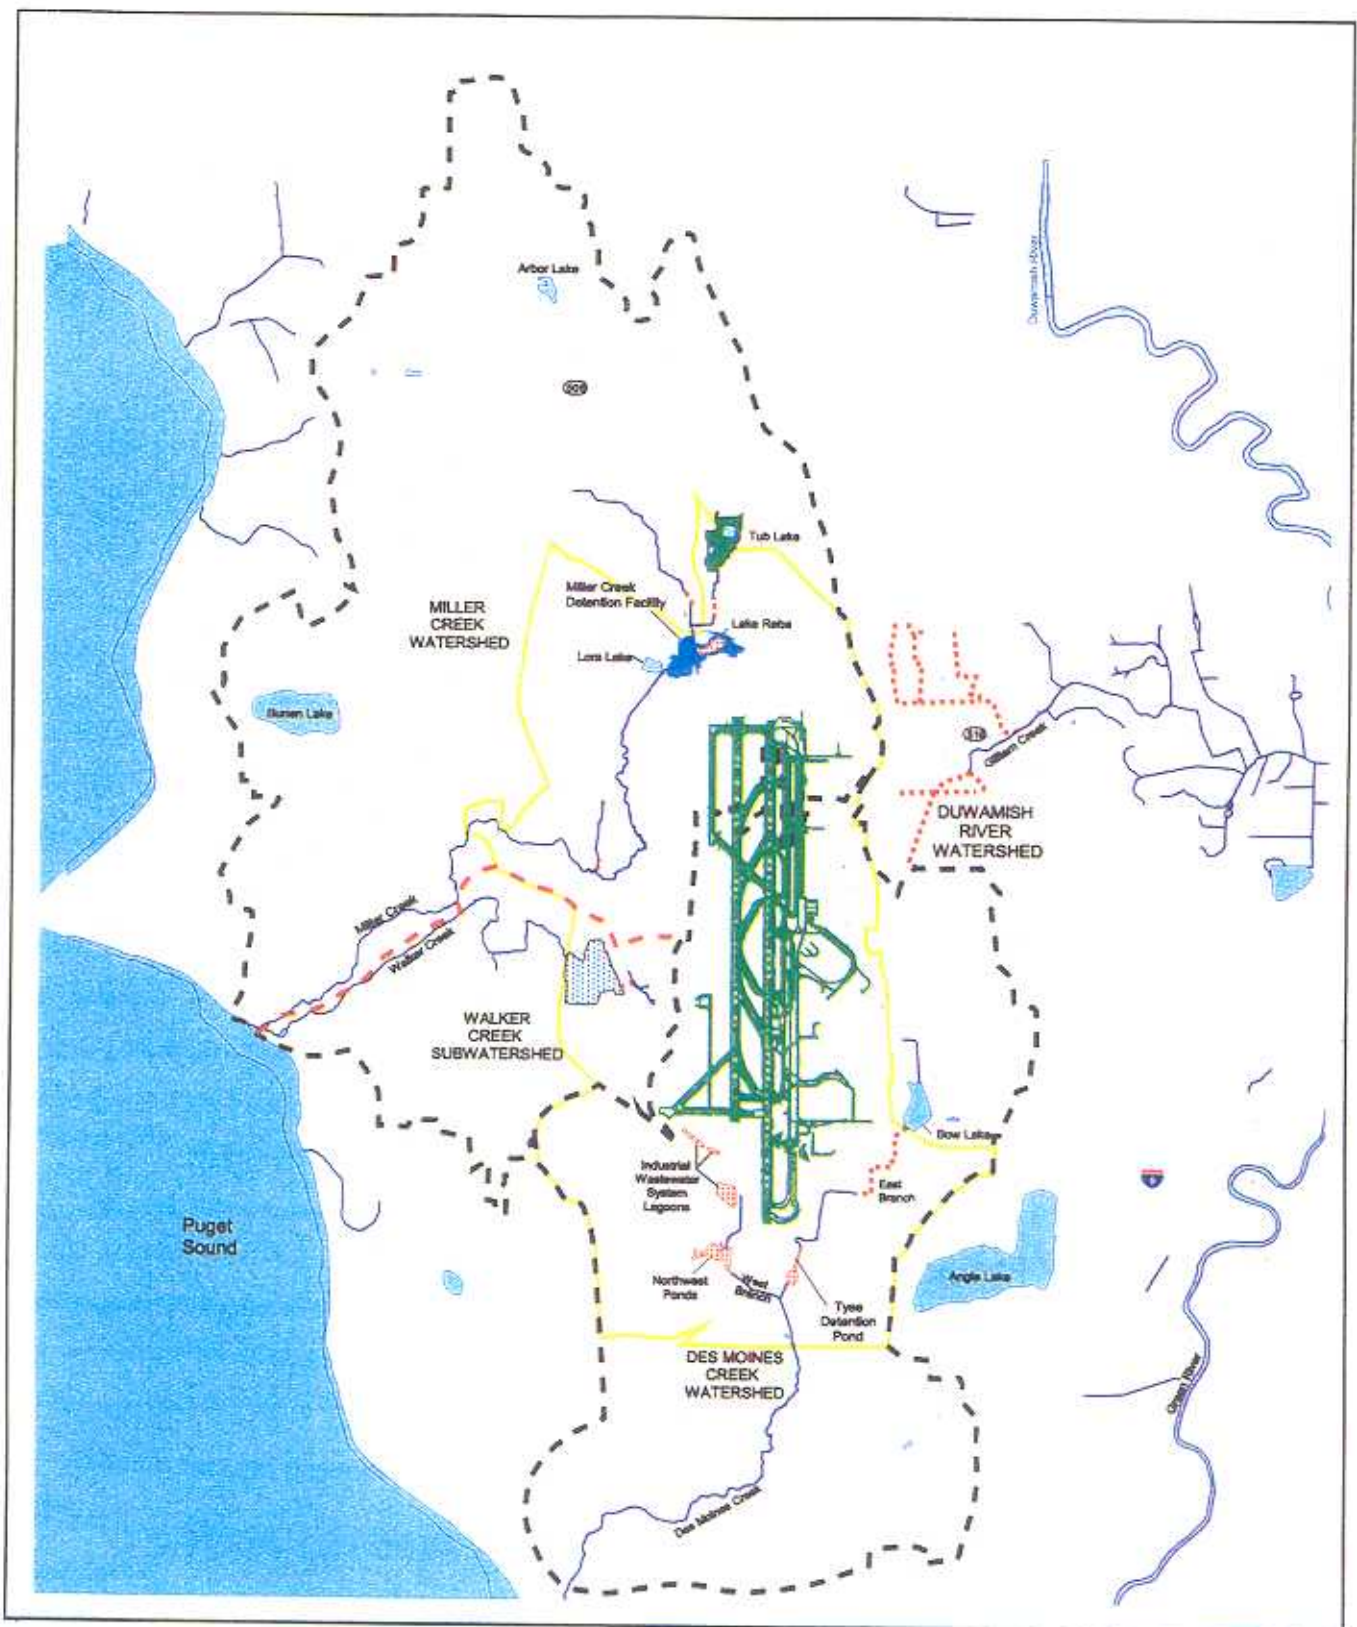 Duwamish River
Arbor Lake
509
Tub Lake
Miller Creek
Detention Facility
MILLER
CREEK
WATERSHED
Lake Reba
Lora Lake
Burien Lake
518
Gilliam Creek
DUWAMISH
RIVER
WATERSHED
Miller Creek
Walker Creek
WALKER
CREEK
SUBWATERSHED
Bow Lake
Industrial
Wastewater
System
Lagoons
East
Branch
Puget
Sound
Northwest
Ponds
West
Branch
Angle Lake
Tyee
Detention
Pond
DES MOINES
CREEK
WATERSHED
Green River
Des Moines Creek